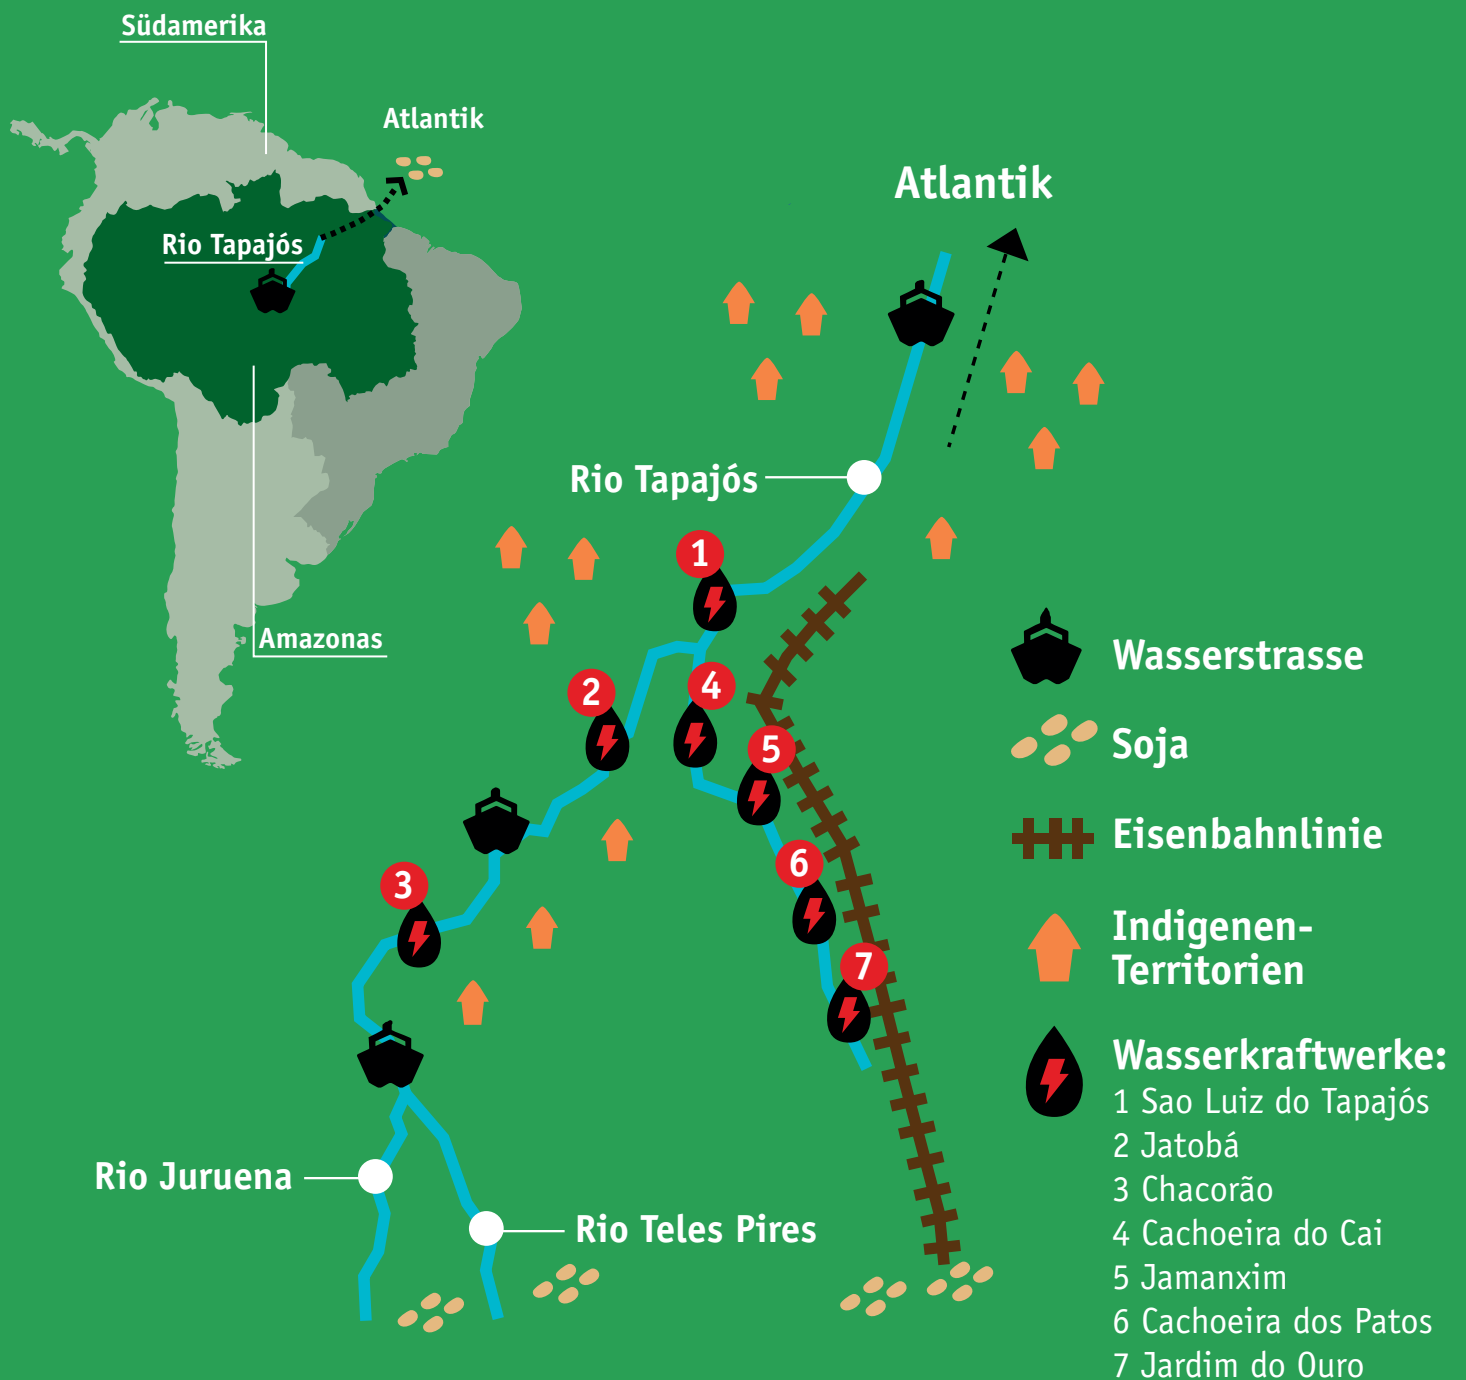 Südamerika
Atlantik
Rio Tapajós
Amazonas
Atlantik
Rio Tapajós
1
2
4
5
6
3
7
Rio Juruena
Rio Teles Pires
Wasserstrasse
Soja
Eisenbahnlinie
Indigenen-
Territorien
Wasserkraftwerke:
1 Sao Luiz do Tapajós
2 Jatobá
3 Chacorão
4 Cachoeira do Cai
5 Jamanxim
6 Cachoeira dos Patos
7 Jardim do Ouro